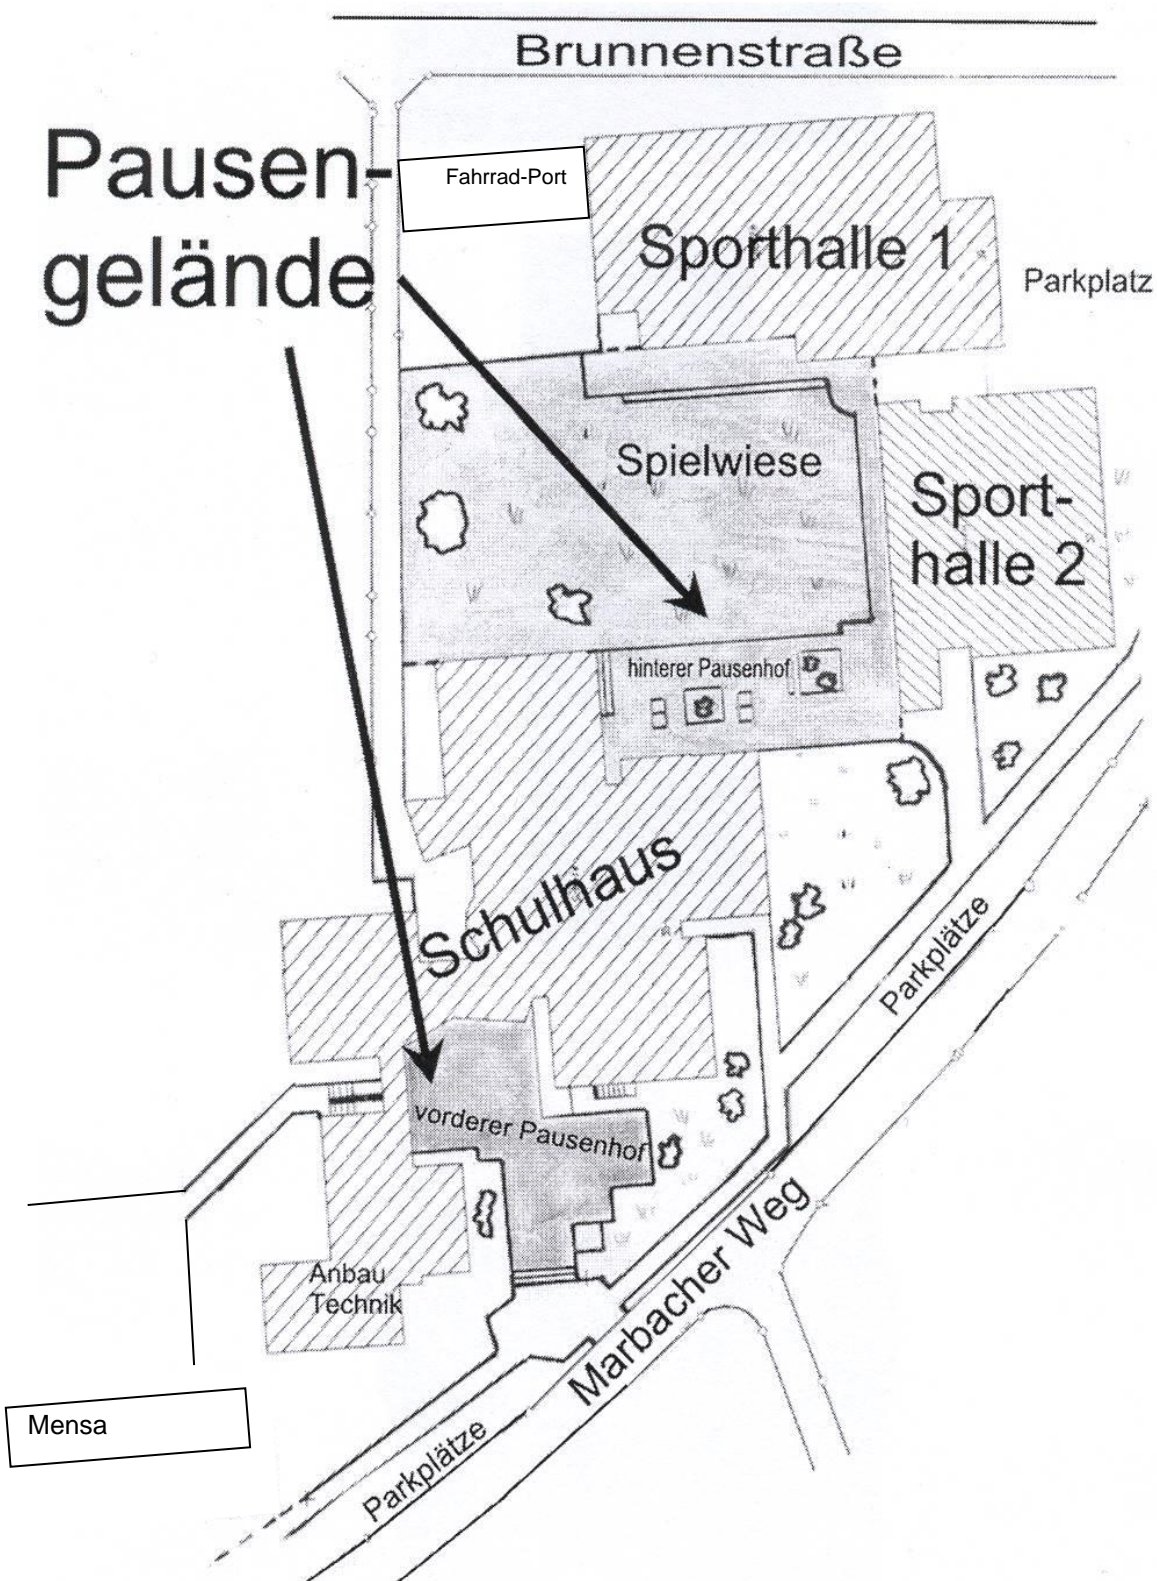 Brunnenstraße
Pausen-
gelände
Fahrrad-Port
Sporthalle 1
Parkplatz
Spielwiese
Sport-
halle 2
hinterer Pausenhof
Schulhaus
Parkplätze
vorderer Pausenhof
Marbacher Weg
Anbau
Technik
Mensa
Parkplätze